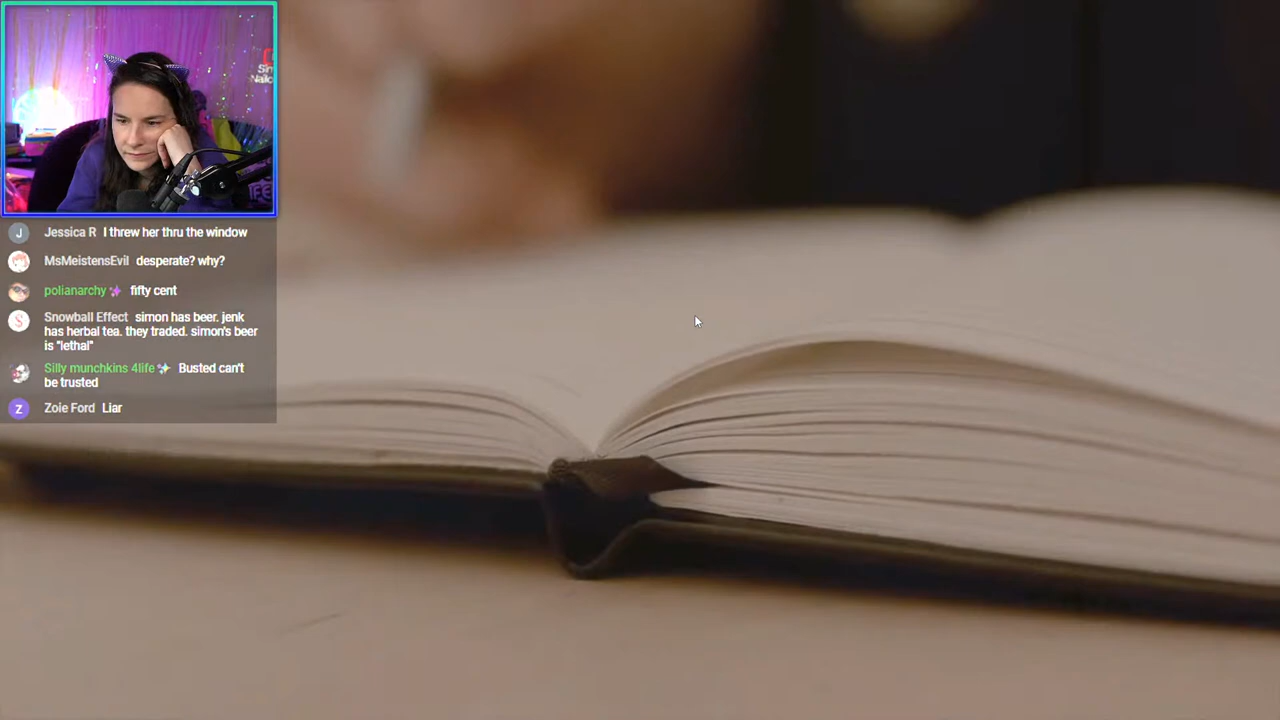 Jessica R I threw her thru the window
MsMeistensEvil desperate? why?
polianarchy fifty cent
Snowball Effect simon has beer. jenk
has herbal tea. they traded. simon's beer
is "lethal"
Silly munchkins 4life Busted can't
be trusted
Z Zoie Ford Liar